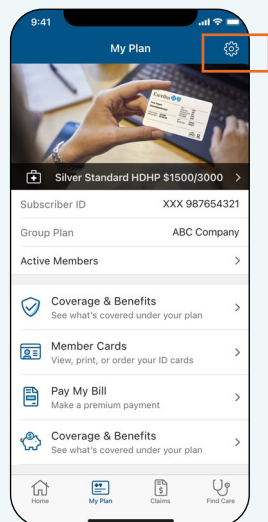 9:41
My Plan
Excellus
Silver Standard HDHP $1500/3000
Subscriber ID XXX 987654321
Group Plan ABC Company
Active Members
Coverage & Benefits
See what's covered under your plan
Member Cards
View, print, or order your ID cards
Pay My Bill
Make a premium payment
Coverage & Benefits
See what's covered under your plan
Home My Plan Claims Find Care